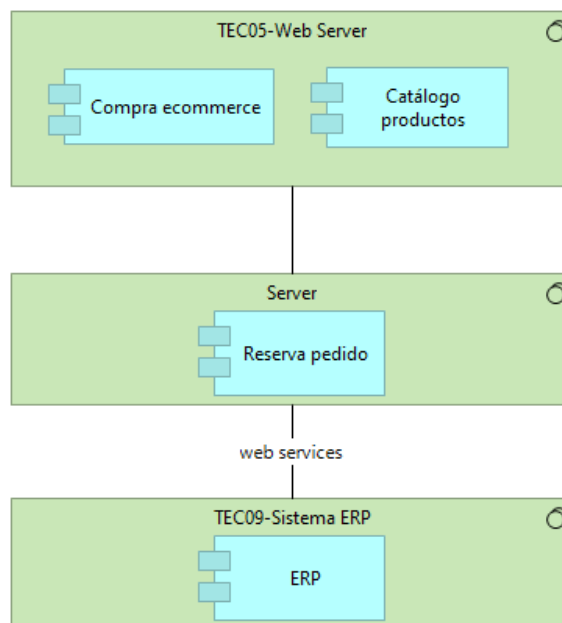 TEC05-Web Server
Compra ecommerce
Catálogo
productos
Server
Reserva pedido
web services
TEC09-Sistema ERP
ERP